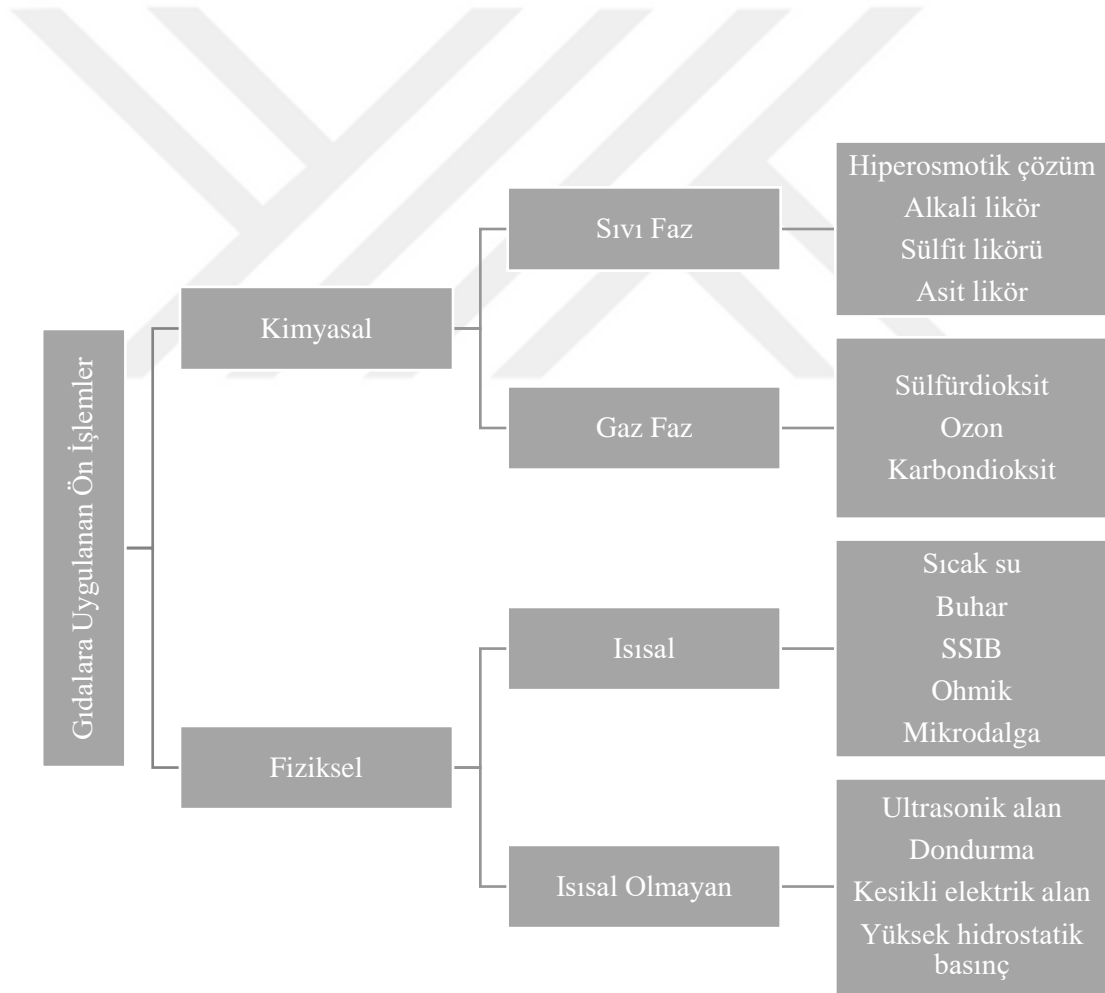 Gıdalara Uygulanan Ön İşlemler
Kimyasal
Sıvı Faz
Hiperosmotik çözüm
Alkali likör
Sülfit likörü
Asit likör
Gaz Faz
Sülfürdioksit
Ozon
Karbondioksit
Fiziksel
Isısal
Sıcak su
Buhar
SSIB
Ohmik
Mikrodalga
Isısal Olmayan
Ultrasonik alan
Dondurma
Kesikli elektrik alan
Yüksek hidrostatik
basınç